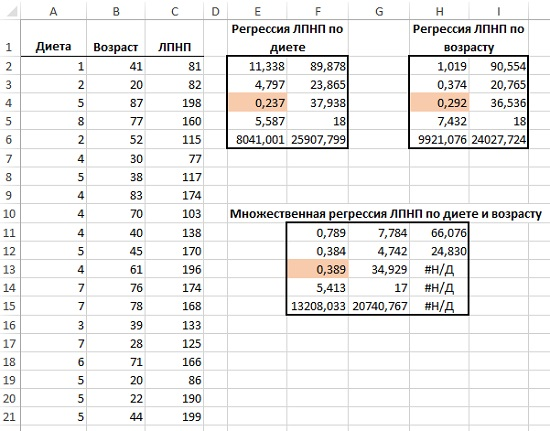 A B C D E F G H I
Регрессия ЛПНП по Регрессия ЛПНП по
1 Диета Возраст ЛПНП диете возрасту
2 1 41 81 11,338 89,878 1,019 90,554
3 2 20 82 4,797 23,865 0,374 20,765
4 5 87 198 0,237 37,938 0,292 36,536
5 8 77 160 5,587 18 7,432 18
6 2 52 115 8041,001 25907,799 9921,076 24027,724
7 4 30 77
8 5 38 117
9 4 83 174
10 4 70 103 Множественная регрессия ЛПНП по диете и возрасту
11 4 40 138 0,789 7,784 66,076
12 5 45 170 0,384 4,742 24,830
13 4 61 196 0,389 34,929 #Н/Д
14 7 76 174 5,413 17 #Н/Д
15 7 78 168 13208,033 20740,767 #Н/Д
16 3 39 133
17 7 28 125
18 6 71 166
19 5 20 86
20 5 22 190
21 5 44 199